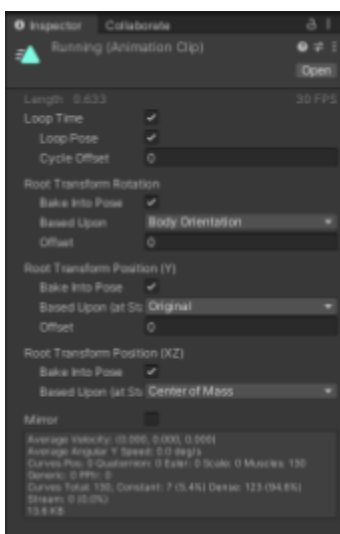 Inspector Collaborate
Running (Animation Clip)
Open
Length 0.633 30 FPS
Loop Time
Loop Pose
Cycle Offset 0
Root Transform Rotation
Bake Into Pose
Based Upon Body Orientation
Offset 0
Root Transform Position (Y)
Bake Into Pose
Based Upon (at St Original
Offset 0
Root Transform Position (XZ)
Bake Into Pose
Based Upon (at St Center of Mass
Mirror
Average Velocity: (0.000, 0.000, 0.000)
Average Angular Y Speed: 0.0 deg/s
Curves Pos: 0 Quaternion: 0 Euler: 0 Scale: 0 Muscles: 130
Generic: 0 PPtr: 0
Curves Total: 130, Constant: 7 (5.4%) Dense: 123 (94.6%)
Stream: 0 (0.0%)
13.6 KB